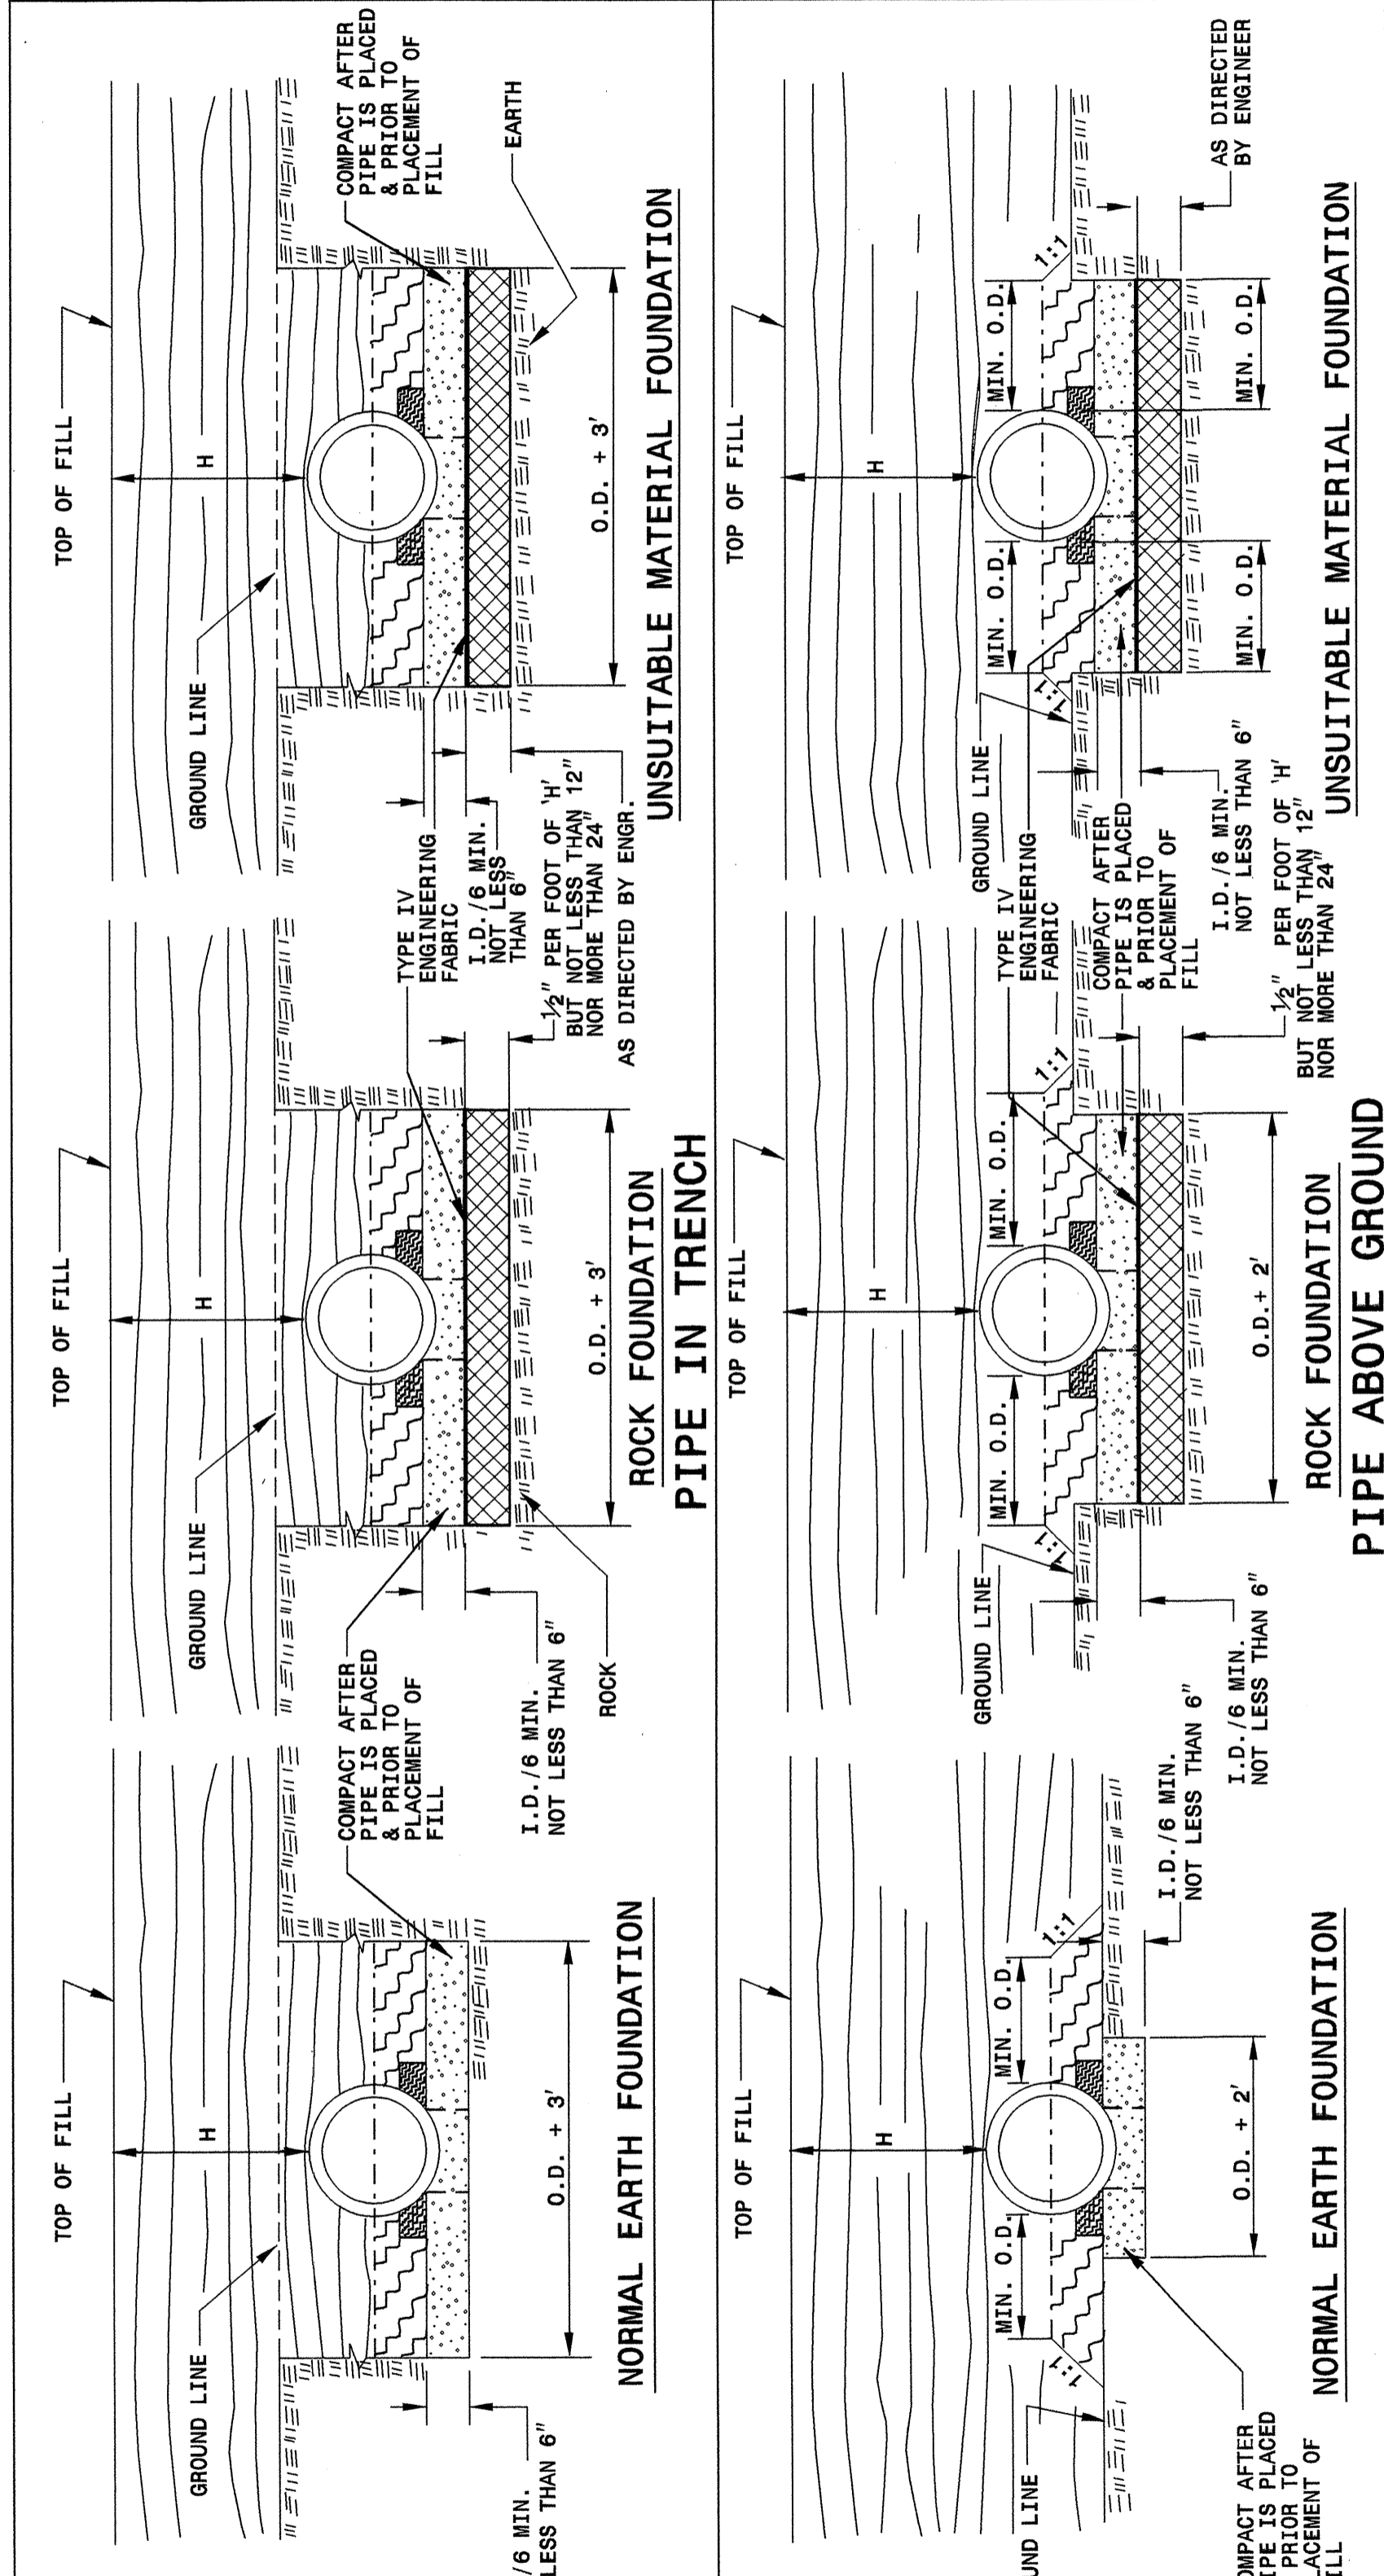 TOP OF FILL
GROUND LINE
H
/6 MIN.
LESS THAN 6"
O.D. + 3'
NORMAL EARTH FOUNDATION
COMPACT AFTER
PIPE IS PLACED
& PRIOR TO
PLACEMENT OF
FILL
TOP OF FILL
GROUND LINE
H
I.D./6 MIN.
NOT LESS THAN 6"
ROCK
O.D. + 3'
ROCK FOUNDATION
PIPE IN TRENCH
TYPE IV
ENGINEERING
FABRIC
I.D./6 MIN.
NOT LESS
THAN 6"
½" PER FOOT OF 'H'
BUT NOT LESS THAN 12"
NOR MORE THAN 24"
AS DIRECTED BY ENGR.
TOP OF FILL
GROUND LINE
H
COMPACT AFTER
PIPE IS PLACED
& PRIOR TO
PLACEMENT OF
FILL
EARTH
O.D. + 3'
UNSUITABLE MATERIAL FOUNDATION
TOP OF FILL
H
MIN. O.D.
MIN. O.D.
1:1
1:1
UND LINE
OMPACT AFTER
IPE IS PLACED
PRIOR TO
LACEMENT OF
ILL
O.D. + 2'
I.D./6 MIN.
NOT LESS THAN 6"
NORMAL EARTH FOUNDATION
TOP OF FILL
H
MIN. O.D.
MIN. O.D.
1:1
1:1
GROUND LINE
I.D./6 MIN.
NOT LESS THAN 6"
O.D.+ 2'
ROCK FOUNDATION
PIPE ABOVE GROUND
TYPE IV
ENGINEERING
FABRIC
COMPACT AFTER
PIPE IS PLACED
& PRIOR TO
PLACEMENT OF
FILL
½" PER FOOT OF 'H'
BUT NOT LESS THAN 12"
NOR MORE THAN 24"
TOP OF FILL
H
GROUND LINE
MIN. O.D.
MIN. O.D.
1:1
1:1
I.D./6 MIN.
NOT LESS THAN 6"
MIN. O.D.
MIN. O.D.
AS DIRECTED
BY ENGINEER
UNSUITABLE MATERIAL FOUNDATION